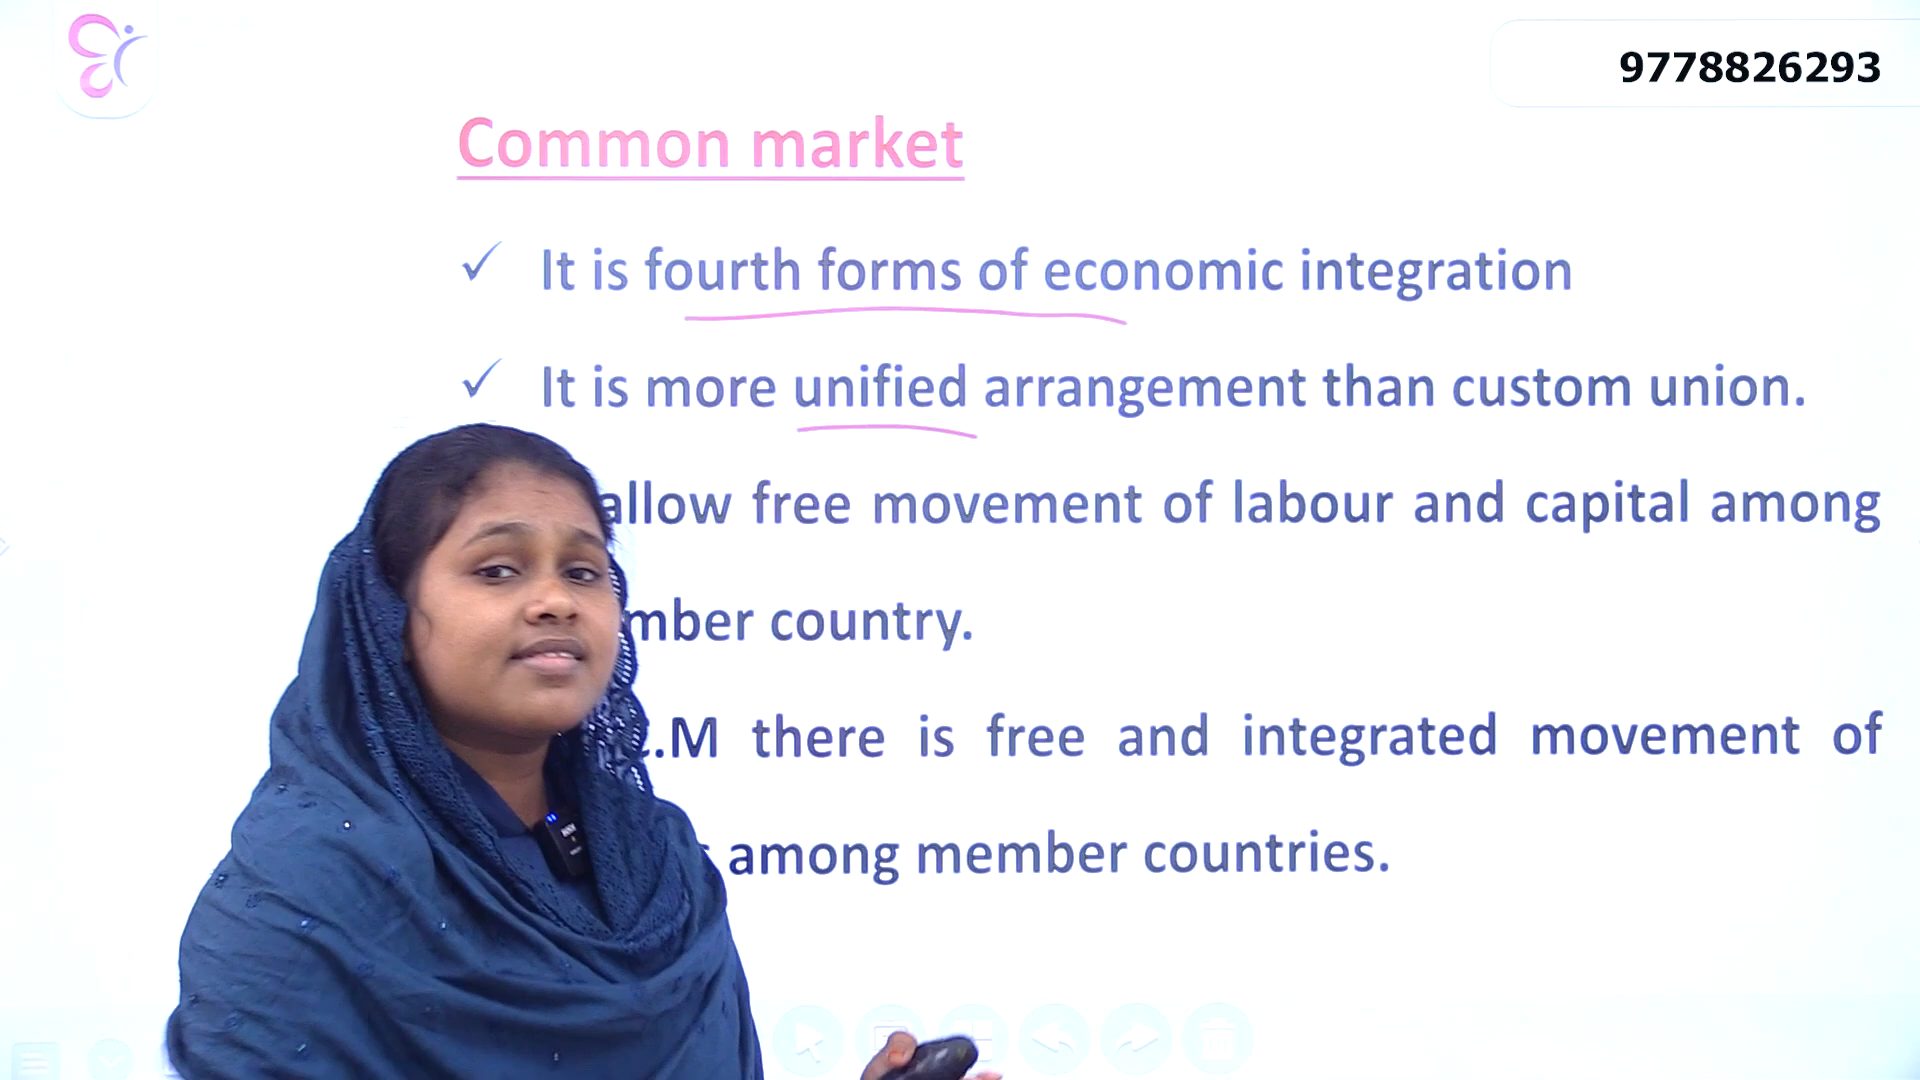 9778826293
Common market
✓ It is fourth forms of economic integration
✓ It is more unified arrangement than custom union.
allow free movement of labour and capital among
country.
.M there is free and integrated movement of
among member countries.